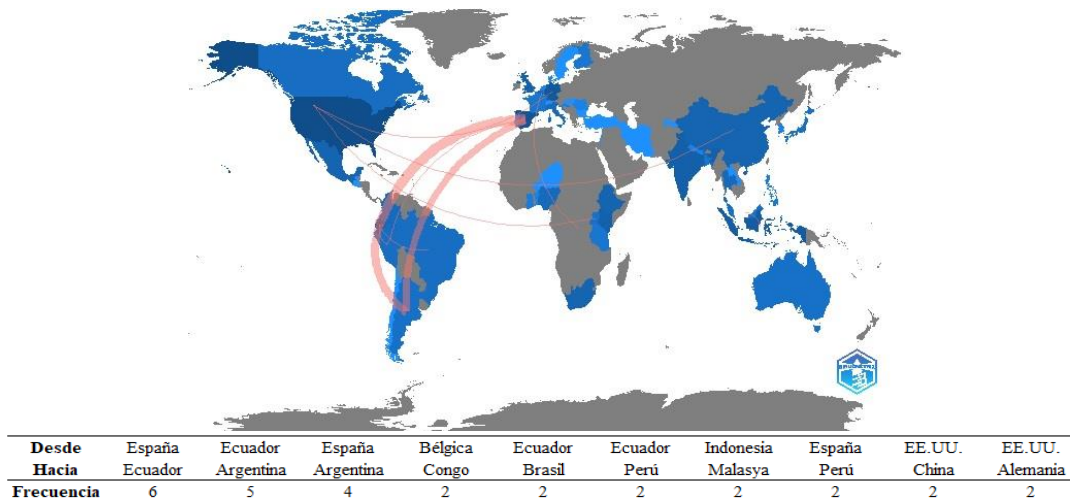 Desde España Ecuador España Bélgica Ecuador Ecuador Indonesia España EE.UU. EE.UU.
Hacia Ecuador Argentina Argentina Congo Brasil Perú Malasya Perú China Alemania
Frecuencia 6 5 4 2 2 2 2 2 2 2